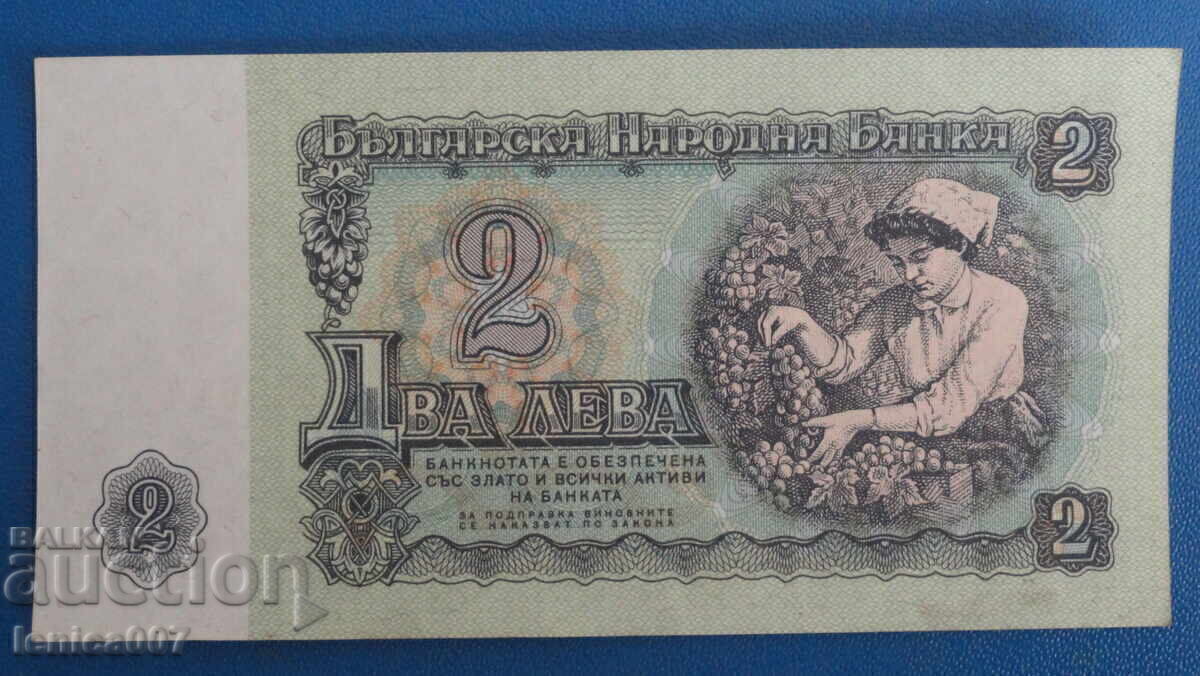 Българска Народна Банка
2
2
Два лева
БАНКНОТАТА Е ОБЕЗПЕЧЕНА
СЪС ЗЛАТО И ВСИЧКИ АКТИВИ
НА БАНКАТА
ЗА ПОДПРАВКА ВИНОВНИТЕ
СЕ НАКАЗВАТ ПО ЗАКОНА
2
2
BALKAN
auction
lenica007